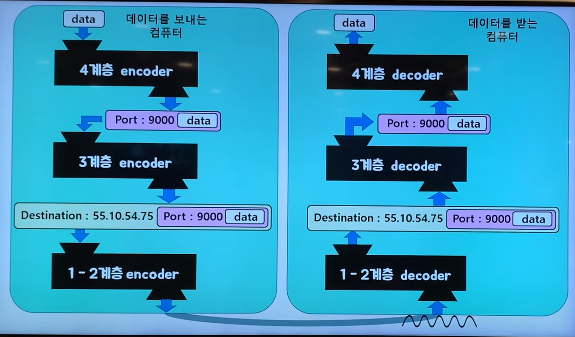 data
데이터를 보내는
컴퓨터
4계층 encoder
Port : 9000 data
3계층 encoder
Destination : 55.10.54.75 Port : 9000 data
1-2계층 encoder
data
데이터를 받는
컴퓨터
4계층 decoder
Port : 9000 data
3계층 decoder
Destination : 55.10.54.75 Port : 9000 data
1-2계층 decoder